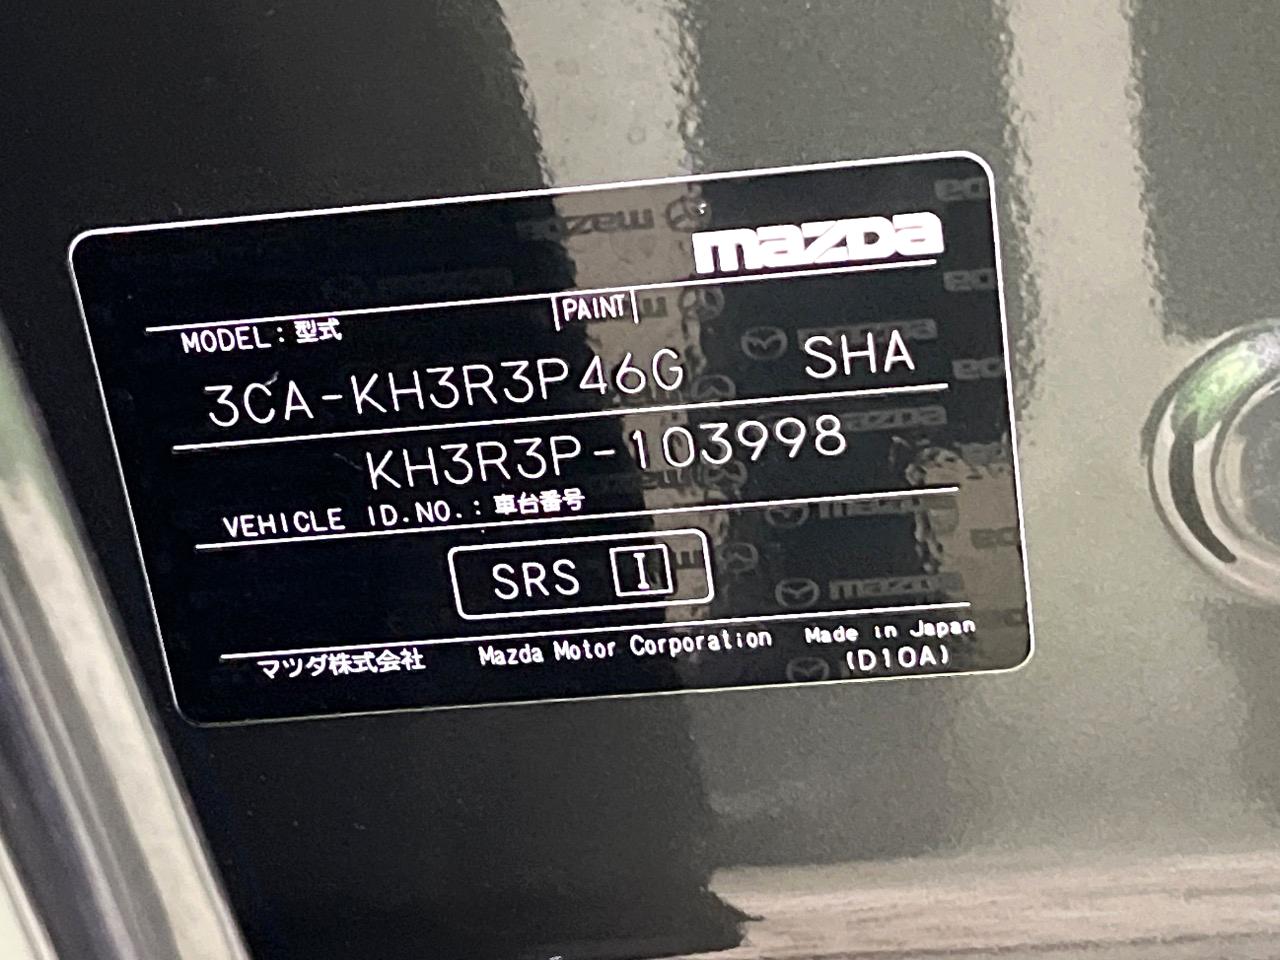 mazda
MODEL : 型式 PAINT
3CA-KH3R3P46G SHA
KH3R3P-103998
VEHICLE ID.NO. : 車台番号
SRS I
マツダ株式会社 Mazda Motor Corporation Made in Japan
(D10A)